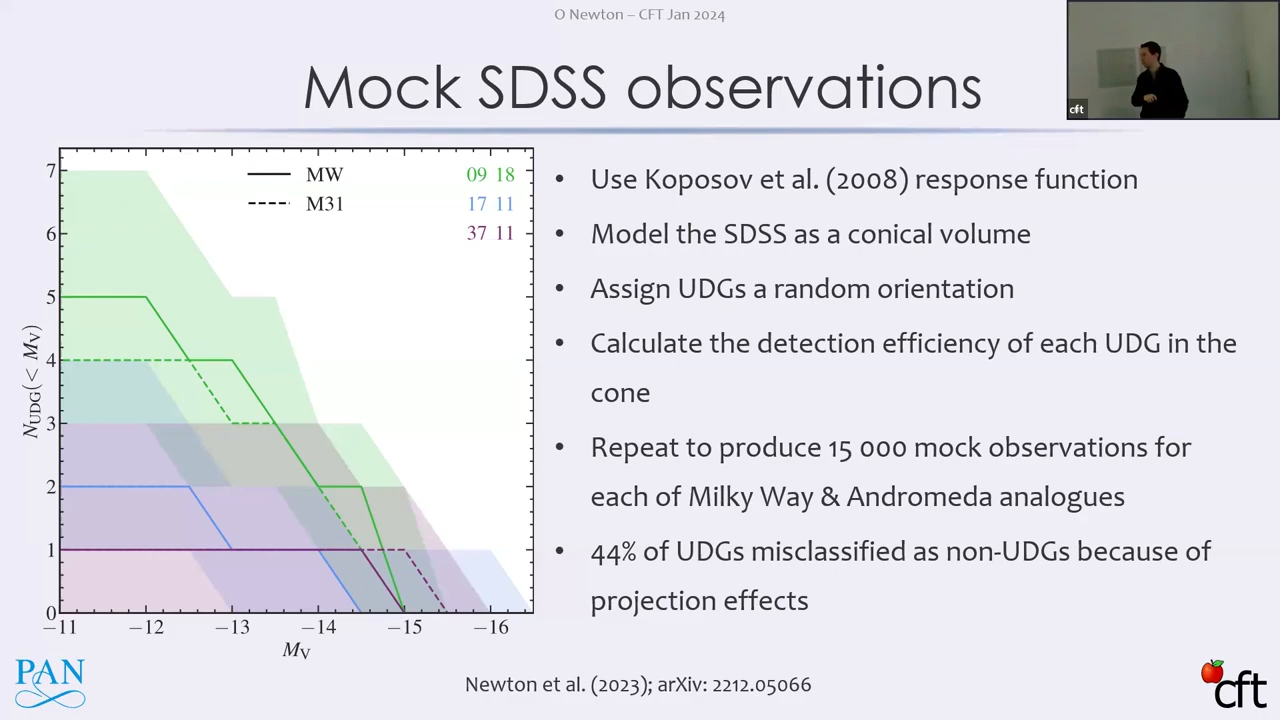 O Newton – CFT Jan 2024
Mock SDSS observations
cft
7
6
5
4
3
2
1
0
N_UDG(< M_V)
MW
M31
09 18
17 11
37 11
−11
−12
−13
−14
−15
−16
M_V
• Use Koposov et al. (2008) response function
• Model the SDSS as a conical volume
• Assign UDGs a random orientation
• Calculate the detection efficiency of each UDG in the
cone
• Repeat to produce 15 000 mock observations for
each of Milky Way & Andromeda analogues
• 44% of UDGs misclassified as non-UDGs because of
projection effects
PAN
Newton et al. (2023); arXiv: 2212.05066
cft